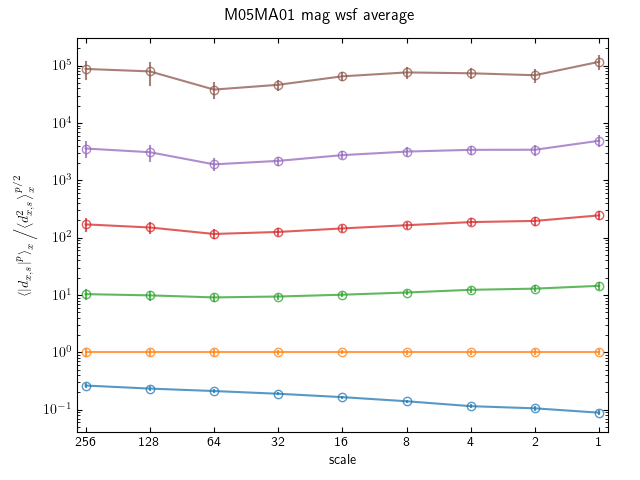 M05MA01 mag wsf average
⟨|d_{x,s}|^p⟩_x / ⟨d_{x,s}^2⟩_x^{p/2}
10^5
10^4
10^3
10^2
10^1
10^0
10^{-1}
256 128 64 32 16 8 4 2 1
scale